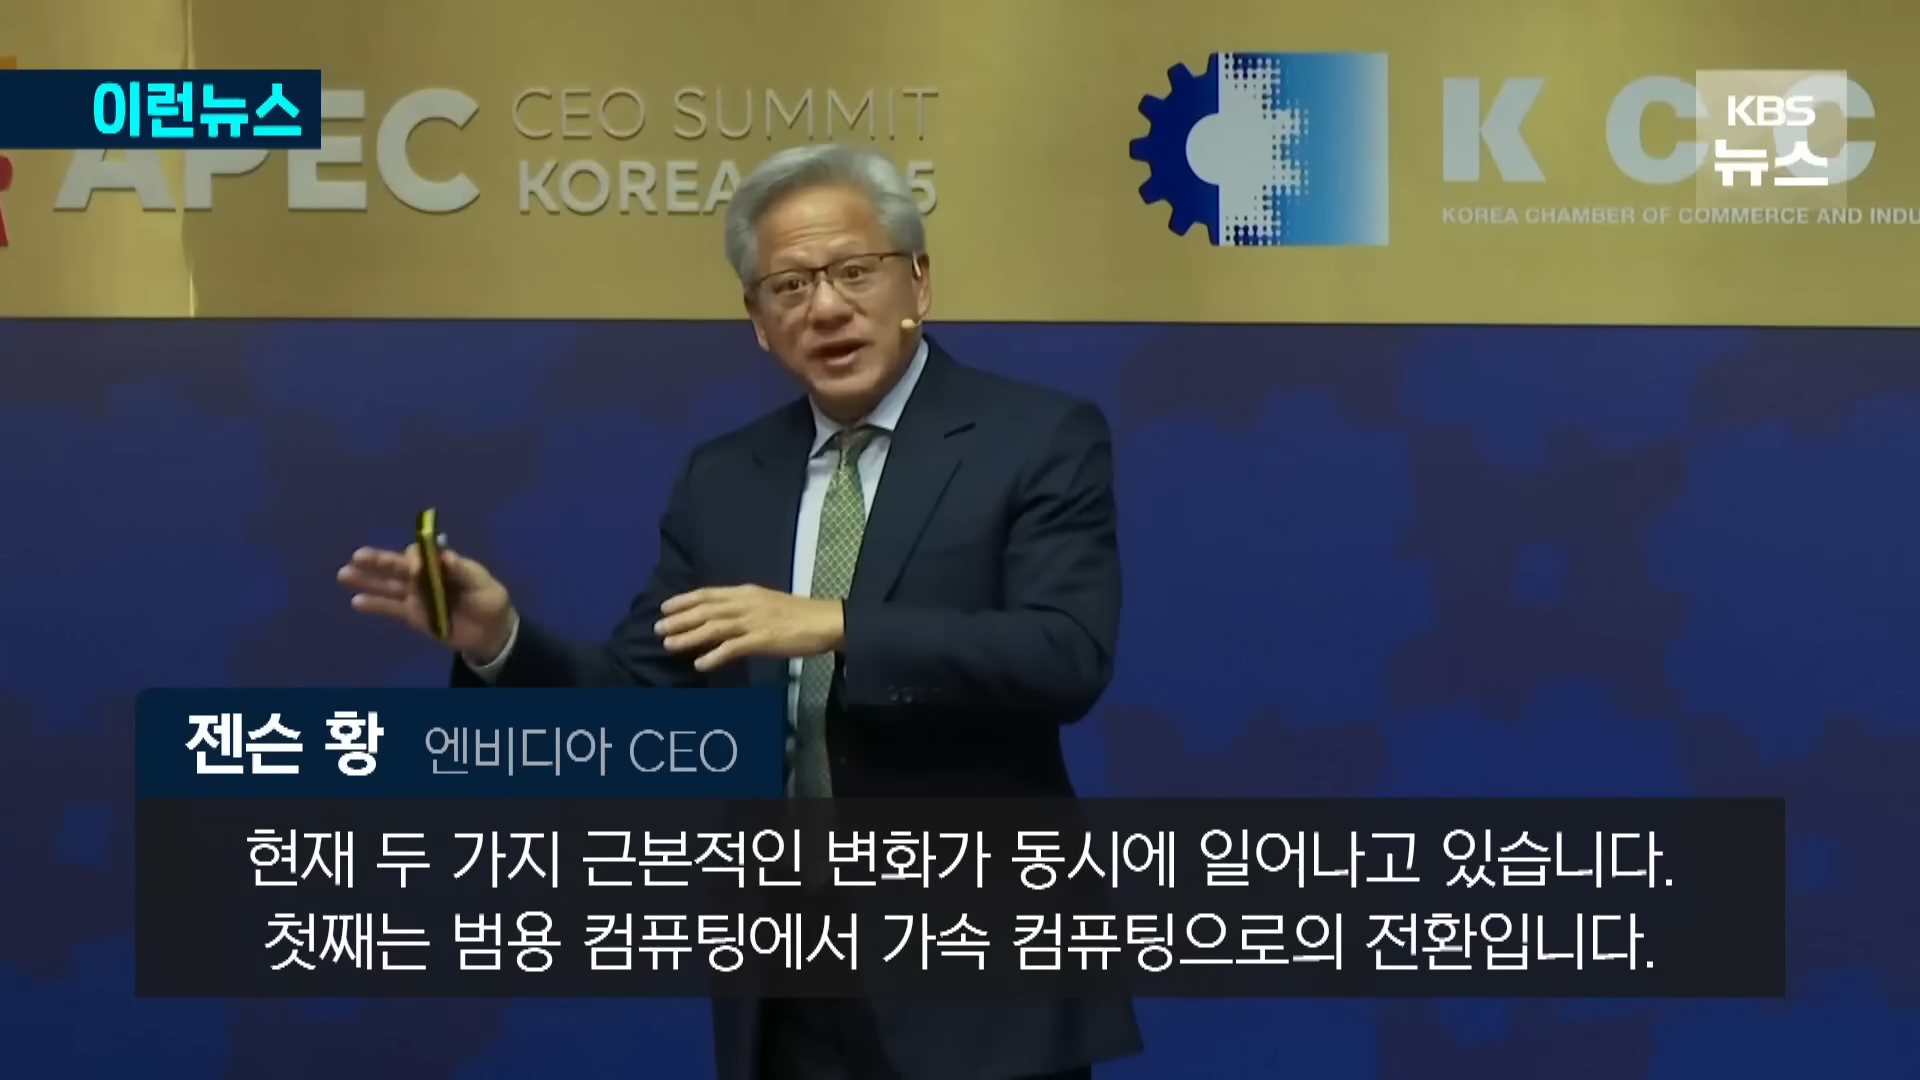 이런뉴스
APEC CEO SUMMIT
KOREA 5
K C C
KOREA CHAMBER OF COMMERCE AND INDU
KBS
뉴스
젠슨 황 엔비디아 CEO
현재 두 가지 근본적인 변화가 동시에 일어나고 있습니다.
첫째는 범용 컴퓨팅에서 가속 컴퓨팅으로의 전환입니다.